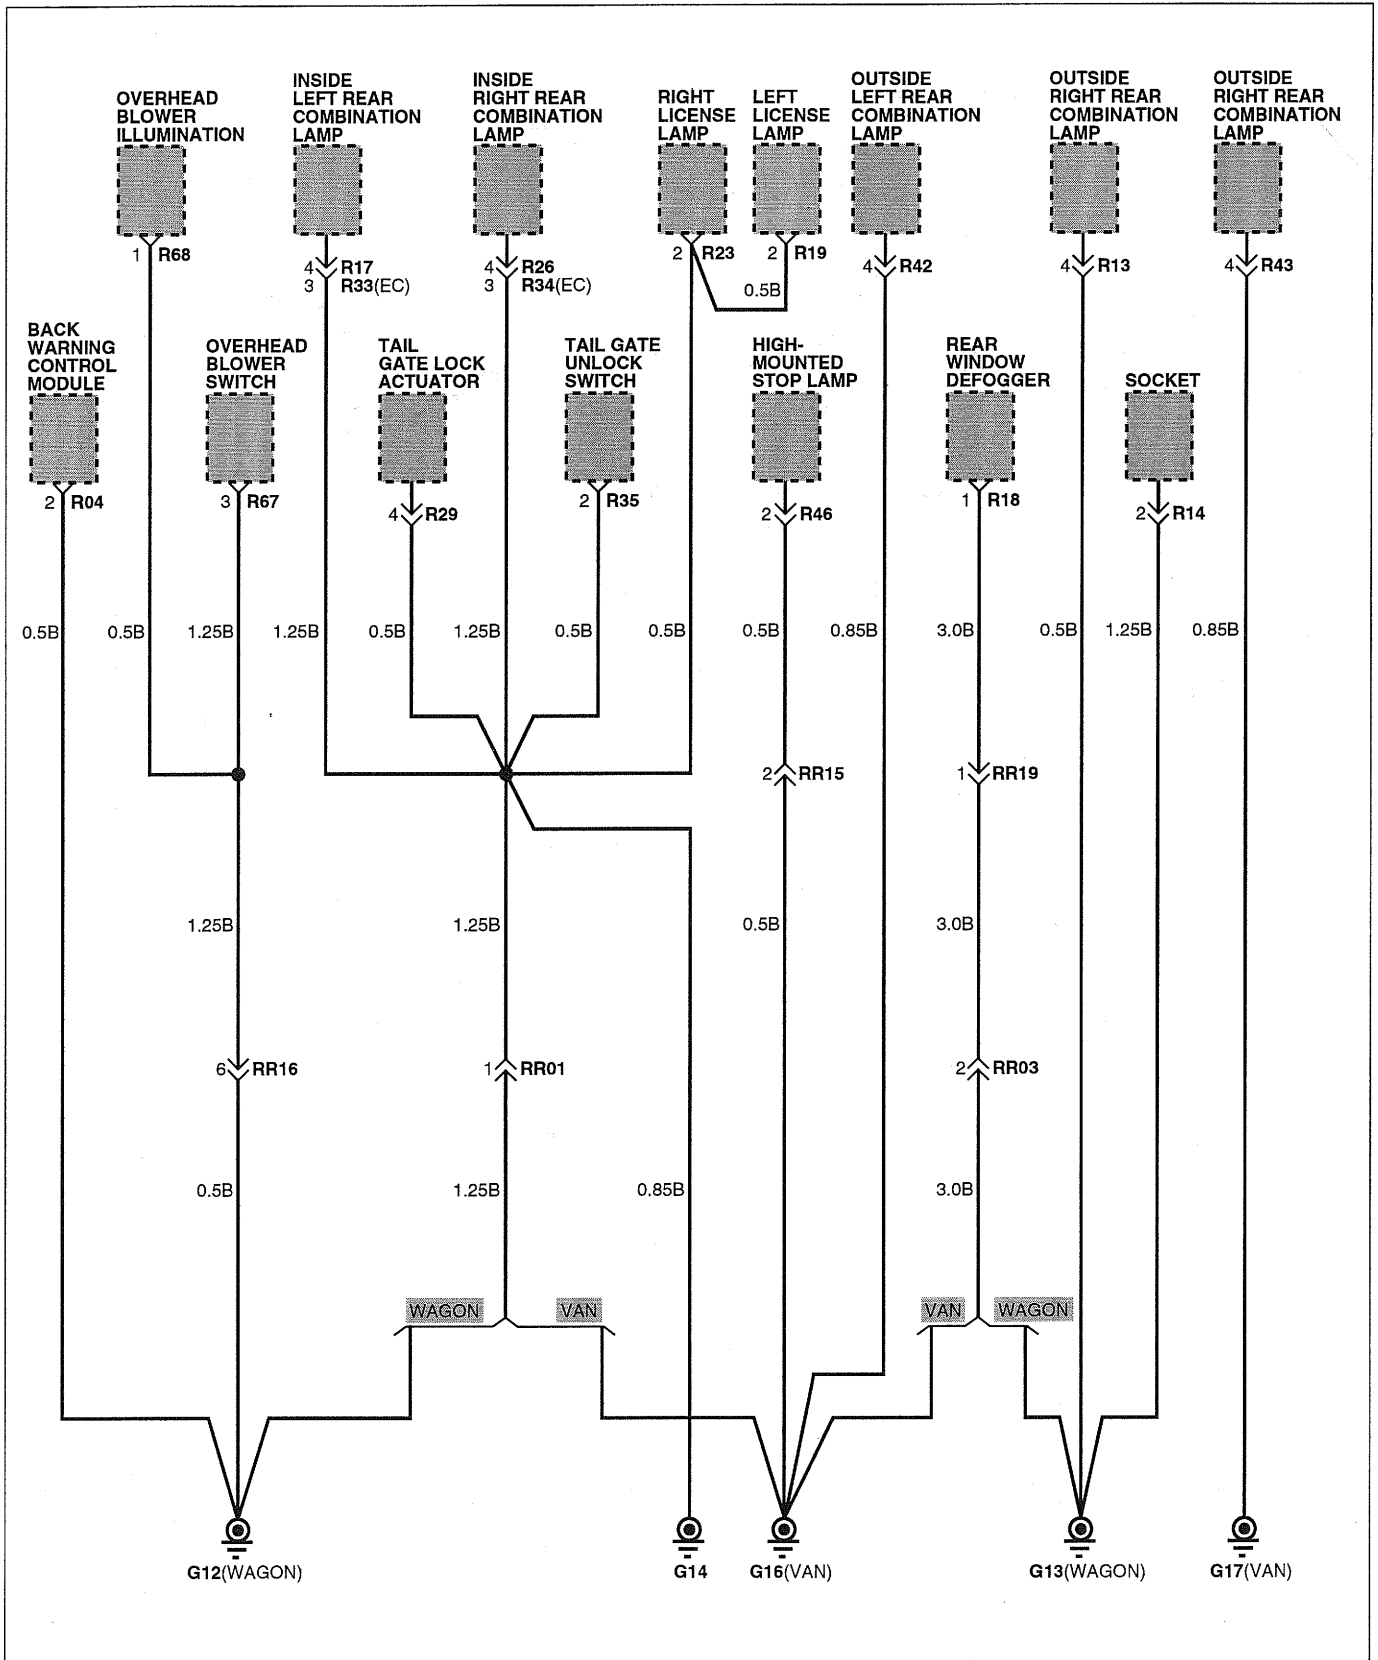 INSIDE
LEFT REAR
COMBINATION
LAMP
INSIDE
RIGHT REAR
COMBINATION
LAMP
OVERHEAD
BLOWER
ILLUMINATION
RIGHT
LICENSE
LAMP
LEFT
LICENSE
LAMP
OUTSIDE
LEFT REAR
COMBINATION
LAMP
OUTSIDE
RIGHT REAR
COMBINATION
LAMP
OUTSIDE
RIGHT REAR
COMBINATION
LAMP
1 R68
4 R17
3 R33(EC)
4 R26
3 R34(EC)
2 R23
2 R19
0.5B
4 R42
4 R13
4 R43
BACK
WARNING
CONTROL
MODULE
OVERHEAD
BLOWER
SWITCH
TAIL
GATE LOCK
ACTUATOR
TAIL GATE
UNLOCK
SWITCH
HIGH-
MOUNTED
STOP LAMP
REAR
WINDOW
DEFOGGER
SOCKET
2 R04
3 R67
4 R29
2 R35
2 R46
1 R18
2 R14
0.5B 0.5B 1.25B 1.25B 0.5B 1.25B 0.5B 0.5B 0.5B 0.85B 3.0B 0.5B 1.25B 0.85B
2 RR15
1 RR19
1.25B 1.25B 0.5B 3.0B
6 RR16
1 RR01
2 RR03
0.5B 1.25B 0.85B 3.0B
WAGON VAN VAN WAGON
G12(WAGON) G14 G16(VAN) G13(WAGON) G17(VAN)